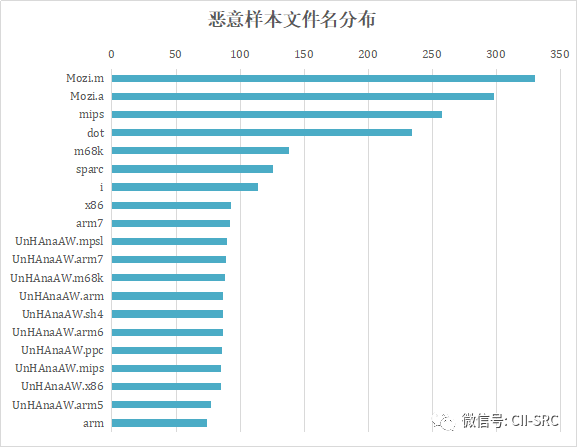 恶意样本文件名分布
0 50 100 150 200 250 300 350
Mozi.m
Mozi.a
mips
dot
m68k
sparc
i
x86
arm7
UnHAnaAW.mpsl
UnHAnaAW.arm7
UnHAnaAW.m68k
UnHAnaAW.arm
UnHAnaAW.sh4
UnHAnaAW.arm6
UnHAnaAW.ppc
UnHAnaAW.mips
UnHAnaAW.x86
UnHAnaAW.arm5
arm
微信号: CII-SRC